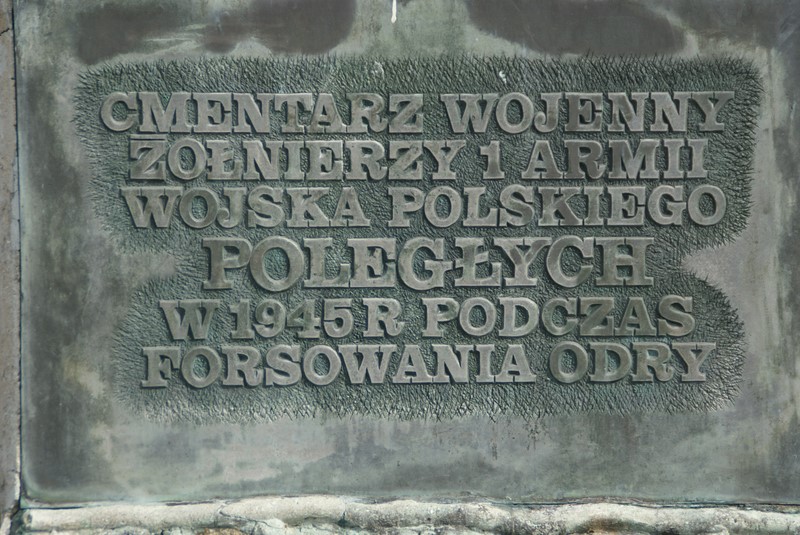 CMENTARZ WOJENNY
ŻOŁNIERZY 1 ARMII
WOJSKA POLSKIEGO
POLEGŁYCH
W 1945 R PODCZAS
FORSOWANIA ODRY